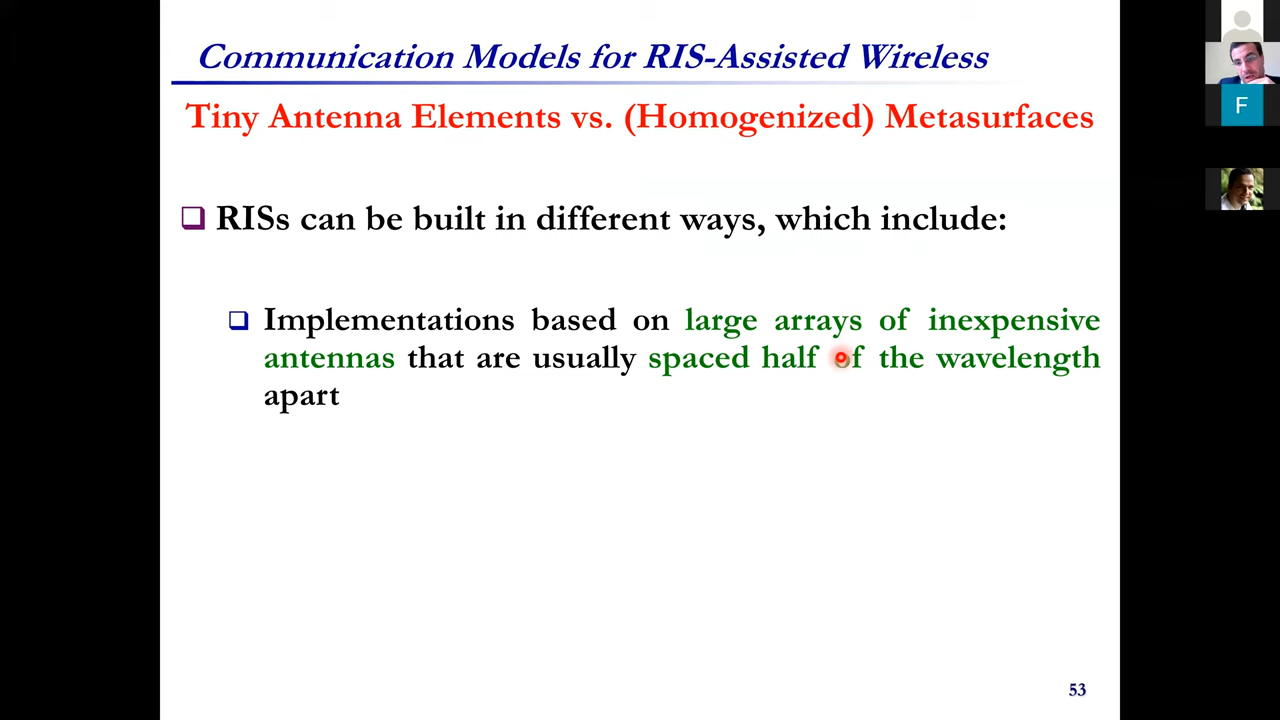 Communication Models for RIS-Assisted Wireless
Tiny Antenna Elements vs. (Homogenized) Metasurfaces
RISs can be built in different ways, which include:
Implementations based on large arrays of inexpensive
antennas that are usually spaced half of the wavelength
apart
53
F